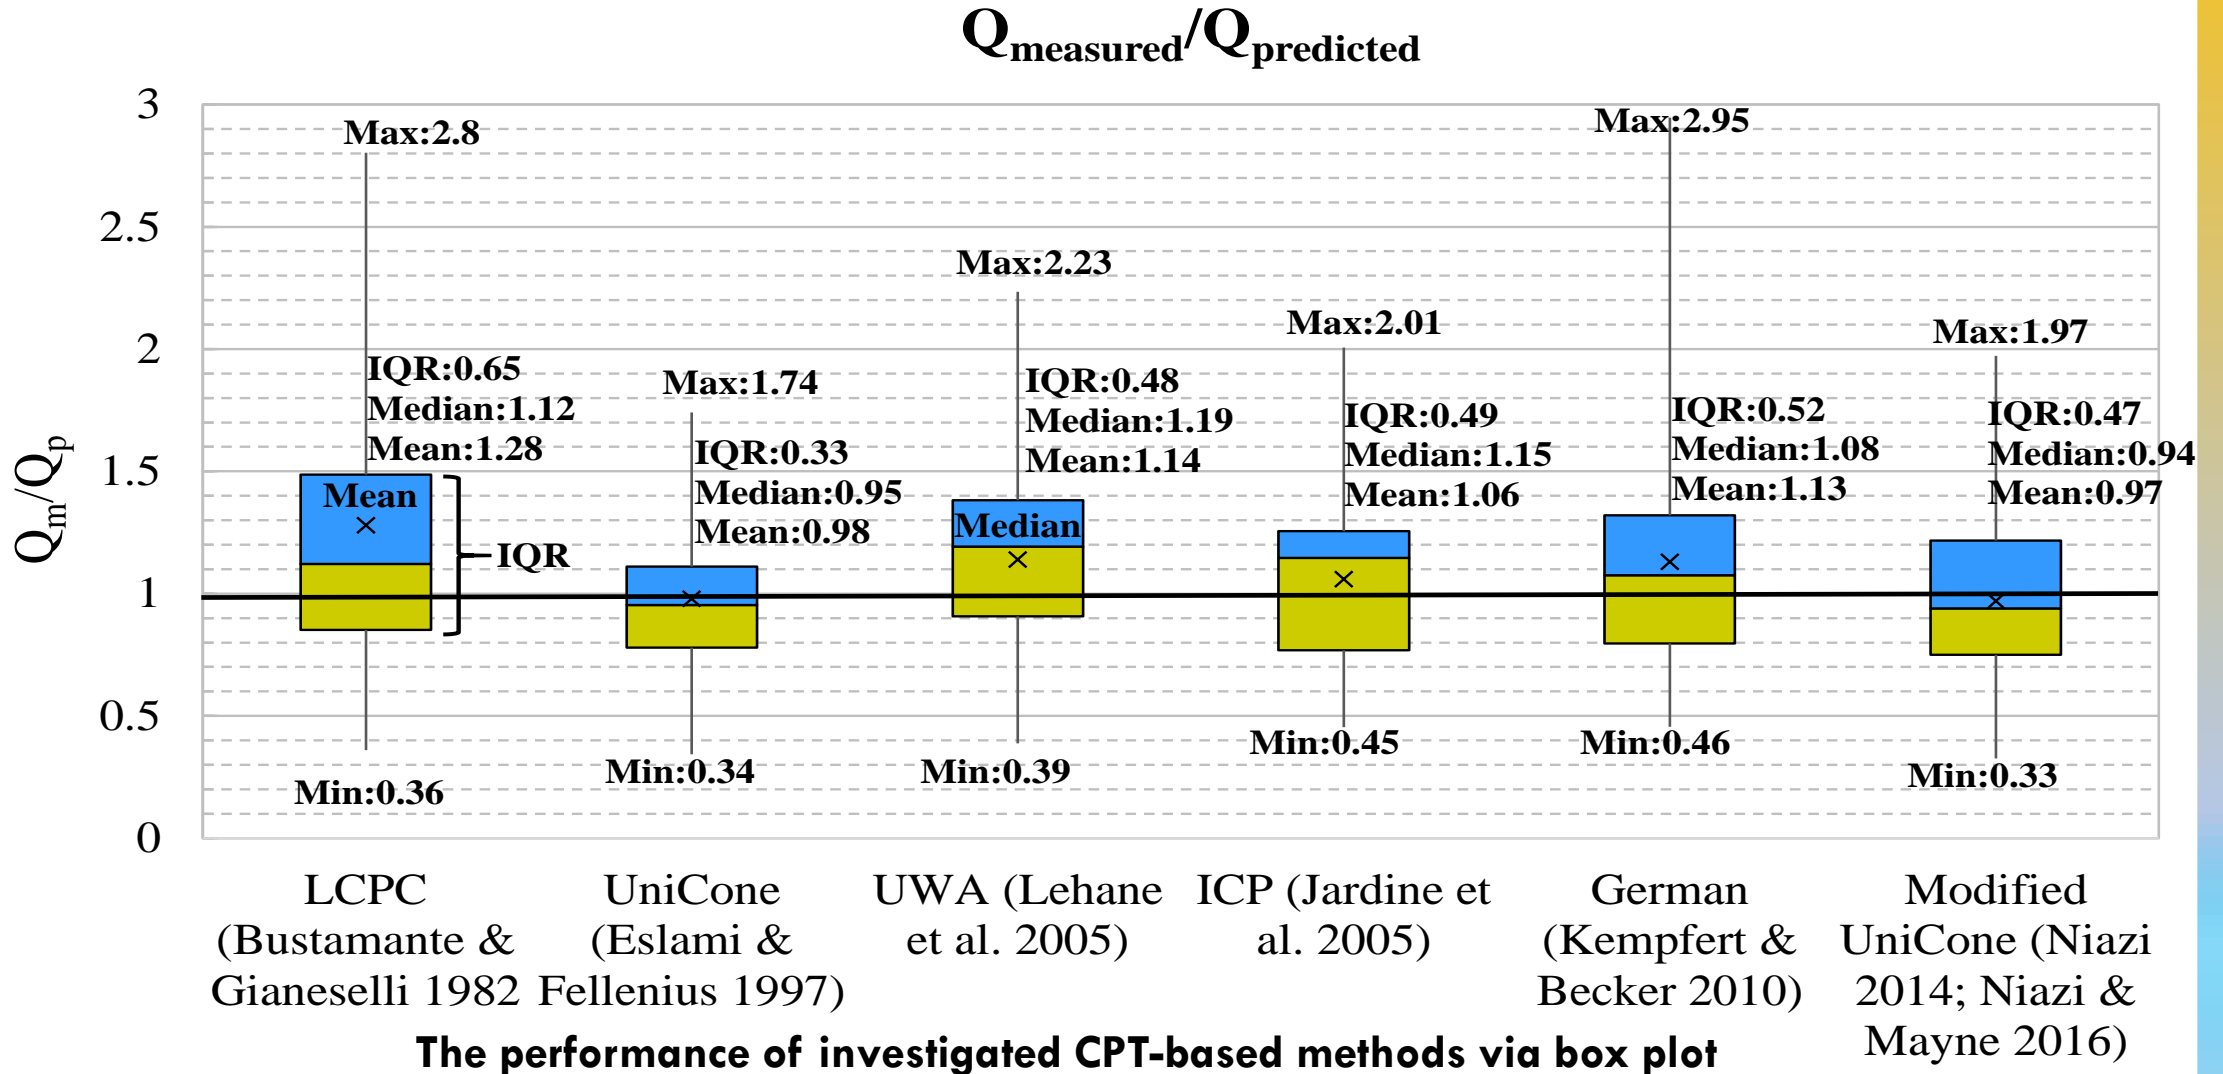 Qmeasured/Qpredicted
Qm/Qp
3
2.5
2
1.5
1
0.5
0
Max:2.8
IQR:0.65
Median:1.12
Mean:1.28
Mean
IQR
Min:0.36
Max:1.74
IQR:0.33
Median:0.95
Mean:0.98
Min:0.34
Max:2.23
IQR:0.48
Median:1.19
Mean:1.14
Median
Min:0.39
Max:2.01
IQR:0.49
Median:1.15
Mean:1.06
Min:0.45
Max:2.95
IQR:0.52
Median:1.08
Mean:1.13
Min:0.46
Max:1.97
IQR:0.47
Median:0.94
Mean:0.97
Min:0.33
LCPC
(Bustamante &
Gianeselli 1982
UniCone
(Eslami &
Fellenius 1997)
UWA (Lehane
et al. 2005)
ICP (Jardine et
al. 2005)
German
(Kempfert &
Becker 2010)
Modified
UniCone (Niazi
2014; Niazi &
Mayne 2016)
The performance of investigated CPT-based methods via box plot